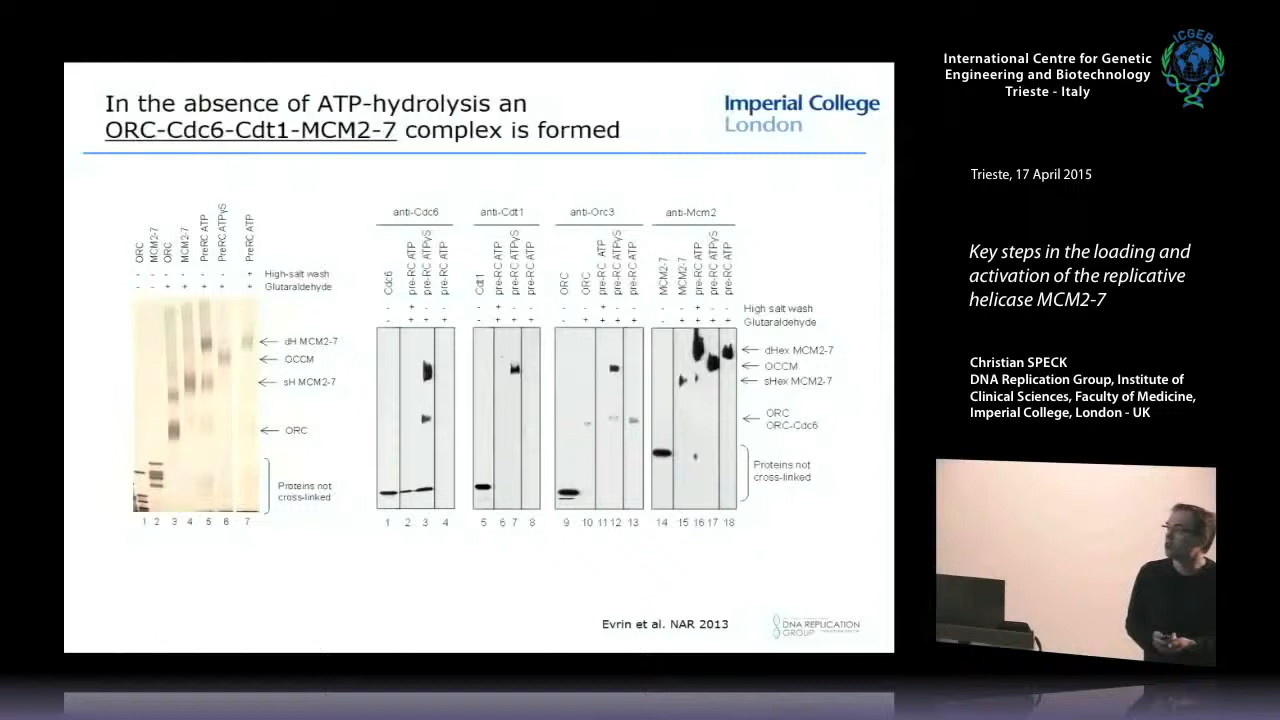 In the absence of ATP-hydrolysis an
ORC-Cdc6-Cdt1-MCM2-7 complex is formed
Imperial College
London
ORC
MCM2-7
ORC
MCM2-7
PreRC ATP
PreRC ATPγS
PreRC ATP
- - - - - - + High-salt wash
- - + + + + + Glutaraldehyde
dH MCM2-7
OCCM
sH MCM2-7
ORC
Proteins not
cross-linked
1 2 3 4 5 6 7
anti-Cdc6 anti-Cdt1 anti-Orc3 anti-Mcm2
Cdc6
pre-RC ATP
pre-RC ATPγS
pre-RC ATP
Cdt1
pre-RC ATP
pre-RC ATPγS
pre-RC ATP
ORC
ORC
pre-RC ATP
pre-RC ATPγS
pre-RC ATP
MCM2-7
MCM2-7
pre-RC ATP
pre-RC ATPγS
pre-RC ATP
High salt wash
Glutaraldehyde
dHex MCM2-7
OCCM
sHex MCM2-7
ORC
ORC-Cdc6
Proteins not
cross-linked
1 2 3 4 5 6 7 8 9 10 11 12 13 14 15 16 17 18
Evrin et al. NAR 2013
DNA REPLICATION
GROUP
International Centre for Genetic
Engineering and Biotechnology
Trieste - Italy
ICGEB
Trieste, 17 April 2015
Key steps in the loading and
activation of the replicative
helicase MCM2-7
Christian SPECK
DNA Replication Group, Institute of
Clinical Sciences, Faculty of Medicine,
Imperial College, London - UK